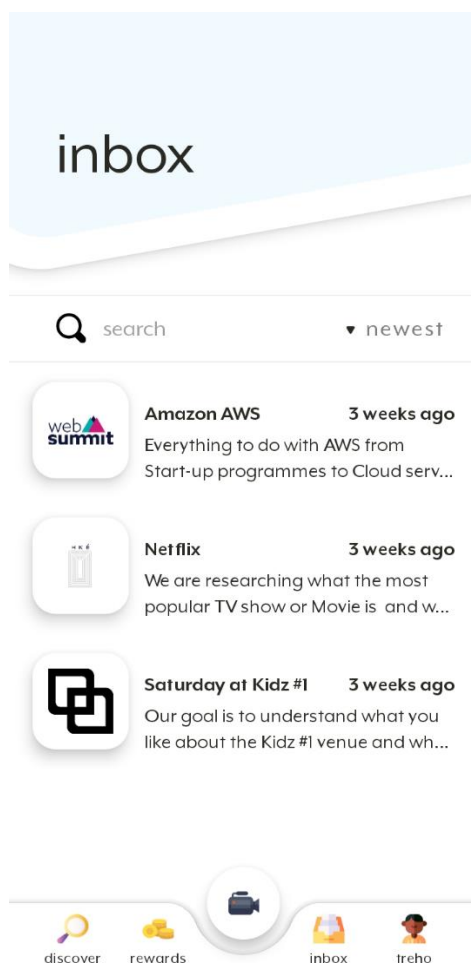 inbox
search
newest
web
summit
Amazon AWS 3 weeks ago
Everything to do with AWS from
Start-up programmes to Cloud serv...
Netflix 3 weeks ago
We are researching what the most
popular TV show or Movie is and w...
Saturday at Kidz #1 3 weeks ago
Our goal is to understand what you
like about the Kidz #1 venue and wh...
discover rewards inbox treho